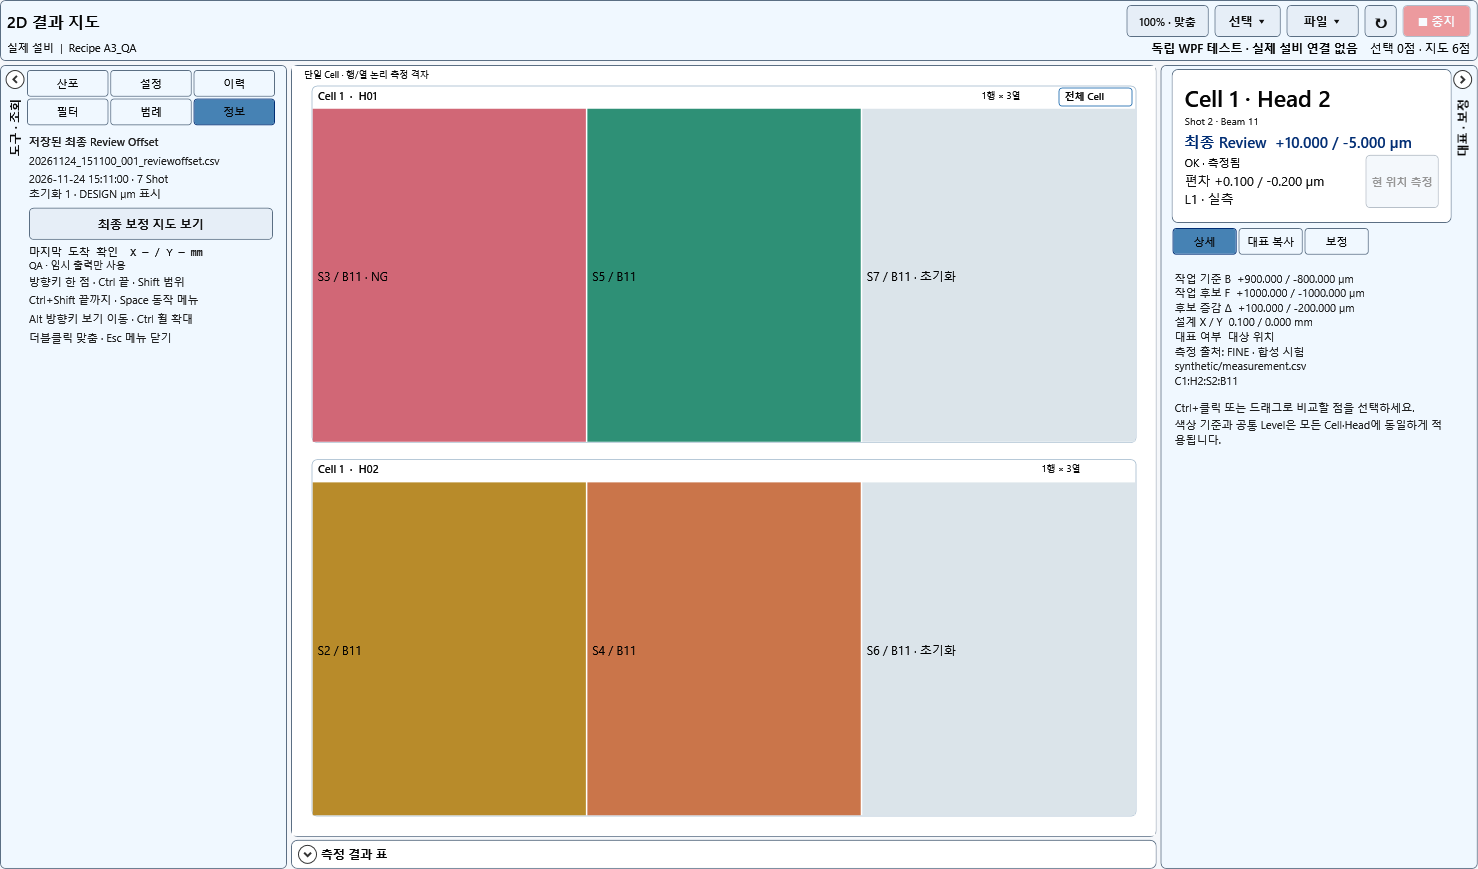 2D 결과 지도
100% · 맞춤
선택 ▾
파일 ▾
↻
■ 중지
실제 설비 | Recipe A3_QA
독립 WPF 테스트 · 실제 설비 연결 없음 선택 0점 · 지도 6점
도구 · 조회
산포
설정
이력
필터
범례
정보
저장된 최종 Review Offset
20261124_151100_001_reviewoffset.csv
2026-11-24 15:11:00 · 7 Shot
초기화 1 · DESIGN µm 표시
최종 보정 지도 보기
마지막 도착 확인 X — / Y — mm
QA · 임시 출력만 사용
방향키 한 점 · Ctrl 끝 · Shift 범위
Ctrl+Shift 끝까지 · Space 동작 메뉴
Alt 방향키 보기 이동 · Ctrl 휠 확대
더블클릭 맞춤 · Esc 메뉴 닫기
단일 Cell · 행/열 논리 측정 격자
Cell 1 · H01
1행 × 3열
전체 Cell
S3 / B11 · NG
S5 / B11
S7 / B11 · 초기화
Cell 1 · H02
1행 × 3열
S2 / B11
S4 / B11
S6 / B11 · 초기화
측정 결과 표
대표 · 보정
Cell 1 · Head 2
Shot 2 · Beam 11
최종 Review +10.000 / -5.000 µm
OK · 측정됨
편차 +0.100 / -0.200 µm
L1 · 실측
현 위치 측정
상세
대표 복사
보정
작업 기준 B +900.000 / -800.000 µm
작업 후보 F +1000.000 / -1000.000 µm
후보 증감 Δ +100.000 / -200.000 µm
설계 X / Y 0.100 / 0.000 mm
대표 여부 대상 위치
측정 출처: FINE · 합성 시험
synthetic/measurement.csv
C1:H2:S2:B11
Ctrl+클릭 또는 드래그로 비교할 점을 선택하세요.
색상 기준과 공통 Level은 모든 Cell·Head에 동일하게 적
용됩니다.